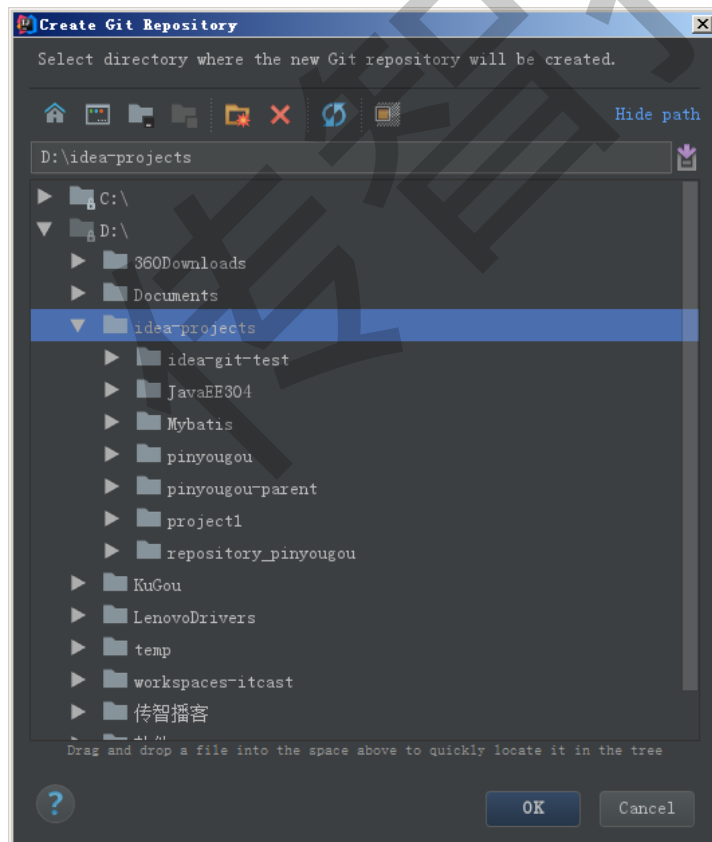 Create Git Repository
Select directory where the new Git repository will be created.
Hide path
D:\idea-projects
C:\
D:\
360Downloads
Documents
idea-projects
idea-git-test
JavaEE304
Mybatis
pinyougou
pinyougou-parent
project1
repository_pinyougou
KuGou
LenovoDrivers
temp
workspaces-itcast
传智播客
Drag and drop a file into the space above to quickly locate it in the tree
OK
Cancel
传智